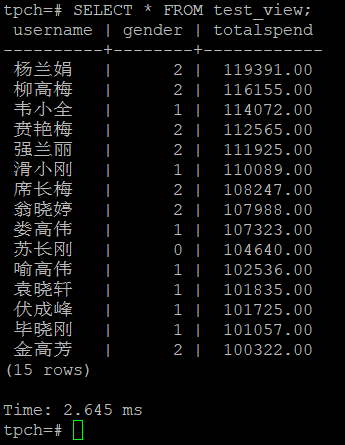 tpch=# SELECT * FROM test_view;
username | gender | totalspend
----------+--------+------------
杨兰娟 | 2 | 119391.00
柳高梅 | 2 | 116155.00
韦小全 | 1 | 114072.00
贲艳梅 | 2 | 112565.00
强兰丽 | 2 | 111925.00
滑小刚 | 1 | 110089.00
席长梅 | 2 | 108247.00
翁晓婷 | 2 | 107988.00
娄高伟 | 1 | 107323.00
苏长刚 | 0 | 104640.00
喻高伟 | 1 | 102536.00
袁晓轩 | 1 | 101835.00
伏成峰 | 1 | 101725.00
毕晓刚 | 1 | 101057.00
金高芳 | 2 | 100322.00
(15 rows)
Time: 2.645 ms
tpch=#